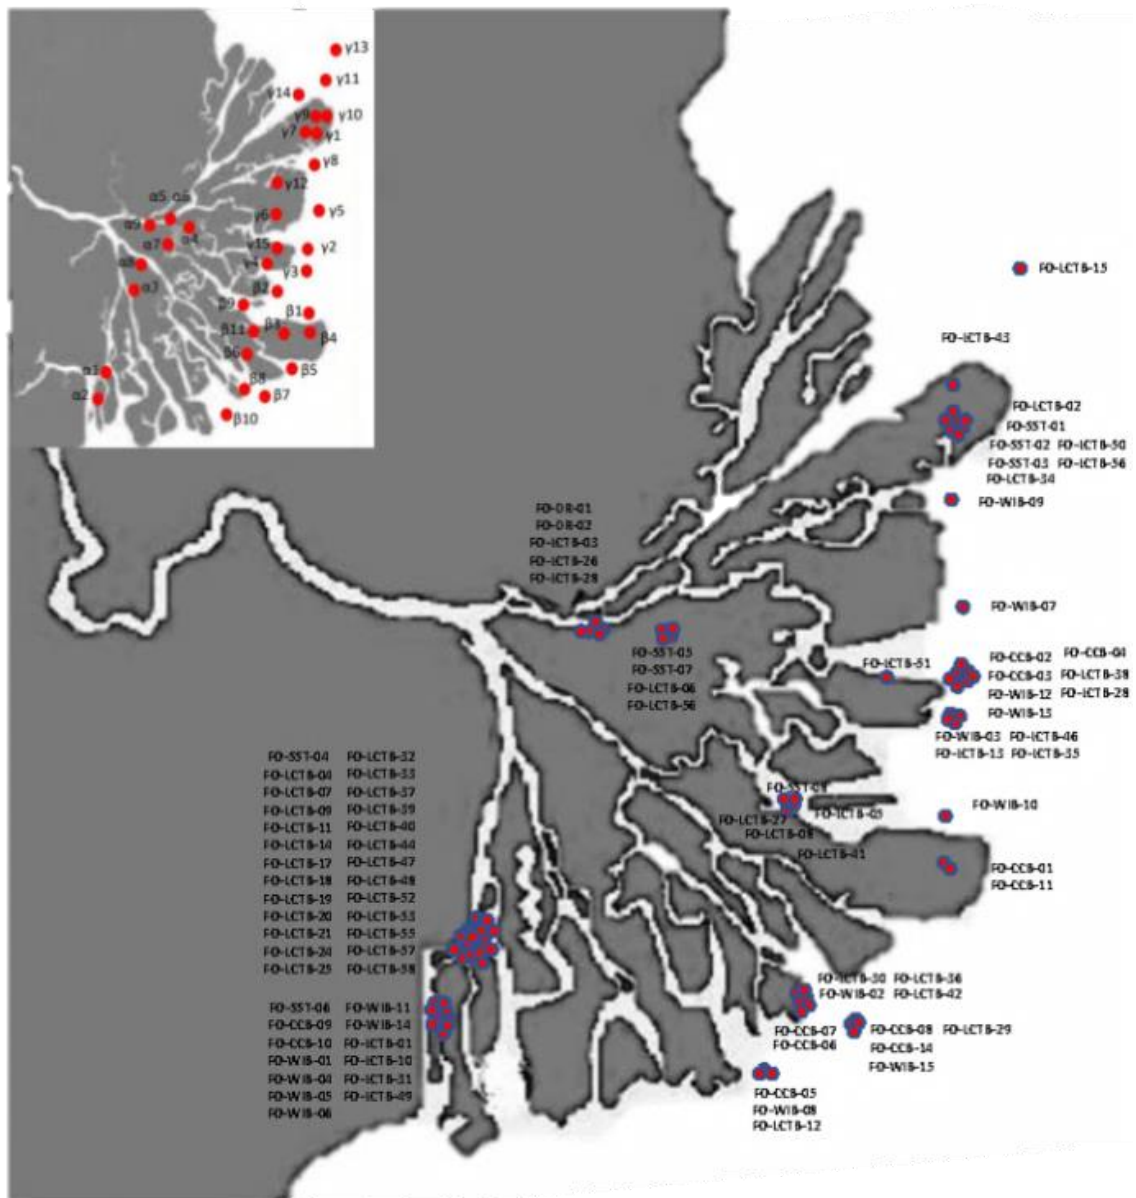 γ13
γ11
γ14
γ9 γ10
γ7 γ1
γ8
γ12
α5 α6
γ6 γ5
α9
α4
α7
γ15 γ2
γ4
γ3
α8
β2
α3
β9
β1
β11 β3
β4
β6
β5
α1
β8
α2
β7
β10
FO-LCTB-15
FO-LCTB-43
FO-LCTB-02
FO-SST-01
FO-SST-02 FO-LCTB-50
FO-SST-03 FO-LCTB-56
FO-LCTB-34
FO-WIB-09
FO-OR-01
FO-OR-02
FO-LCTB-03
FO-LCTB-26
FO-LCTB-28
FO-WIB-07
FO-SST-05
FO-SST-07
FO-LCTB-06
FO-LCTB-56
FO-LCTB-51
FO-CCB-02 FO-CCB-04
FO-CCB-03 FO-LCTB-38
FO-WIB-12 FO-LCTB-28
FO-WIB-13
FO-WIB-03 FO-LCTB-46
FO-LCTB-13 FO-LCTB-35
FO-LCTB-27 FO-LCTB-05
FO-LCTB-08
FO-LCTB-41
FO-WIB-10
FO-CCB-01
FO-CCB-11
FO-SST-04 FO-LCTB-32
FO-LCTB-04 FO-LCTB-33
FO-LCTB-07 FO-LCTB-37
FO-LCTB-09 FO-LCTB-39
FO-LCTB-11 FO-LCTB-40
FO-LCTB-14 FO-LCTB-44
FO-LCTB-17 FO-LCTB-47
FO-LCTB-18 FO-LCTB-48
FO-LCTB-19 FO-LCTB-52
FO-LCTB-20 FO-LCTB-53
FO-LCTB-21 FO-LCTB-55
FO-LCTB-24 FO-LCTB-57
FO-LCTB-25 FO-LCTB-58
FO-SST-06 FO-WIB-11
FO-CCB-09 FO-WIB-14
FO-CCB-10 FO-LCTB-01
FO-WIB-01 FO-LCTB-10
FO-WIB-04 FO-LCTB-31
FO-WIB-05 FO-LCTB-49
FO-WIB-06
FO-LCTB-30 FO-LCTB-36
FO-WIB-02 FO-LCTB-42
FO-CCB-07
FO-CCB-06
FO-CCB-08 FO-LCTB-29
FO-CCB-14
FO-WIB-15
FO-CCB-05
FO-WIB-08
FO-LCTB-12